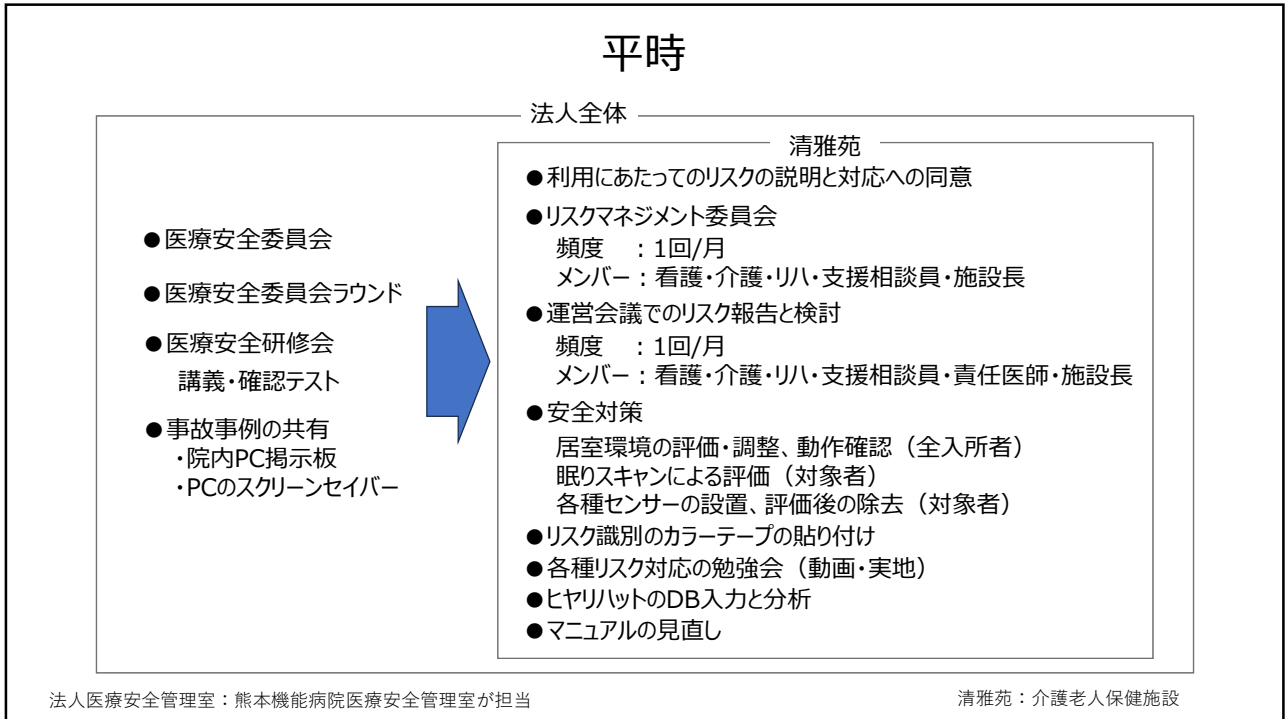 平時
法人全体
●医療安全委員会
●医療安全委員会ラウンド
●医療安全研修会
講義・確認テスト
●事故事例の共有
・院内PC掲示板
・PCのスクリーンセイバー
清雅苑
●利用にあたってのリスクの説明と対応への同意
●リスクマネジメント委員会
頻度　：1回/月
メンバー：看護・介護・リハ・支援相談員・施設長
●運営会議でのリスク報告と検討
頻度　：1回/月
メンバー：看護・介護・リハ・支援相談員・責任医師・施設長
●安全対策
居室環境の評価・調整、動作確認（全入所者）
眠りスキャンによる評価（対象者）
各種センサーの設置、評価後の除去（対象者）
●リスク識別のカラーテープの貼り付け
●各種リスク対応の勉強会（動画・実地）
●ヒヤリハットのDB入力と分析
●マニュアルの見直し
法人医療安全管理室：熊本機能病院医療安全管理室が担当
清雅苑：介護老人保健施設